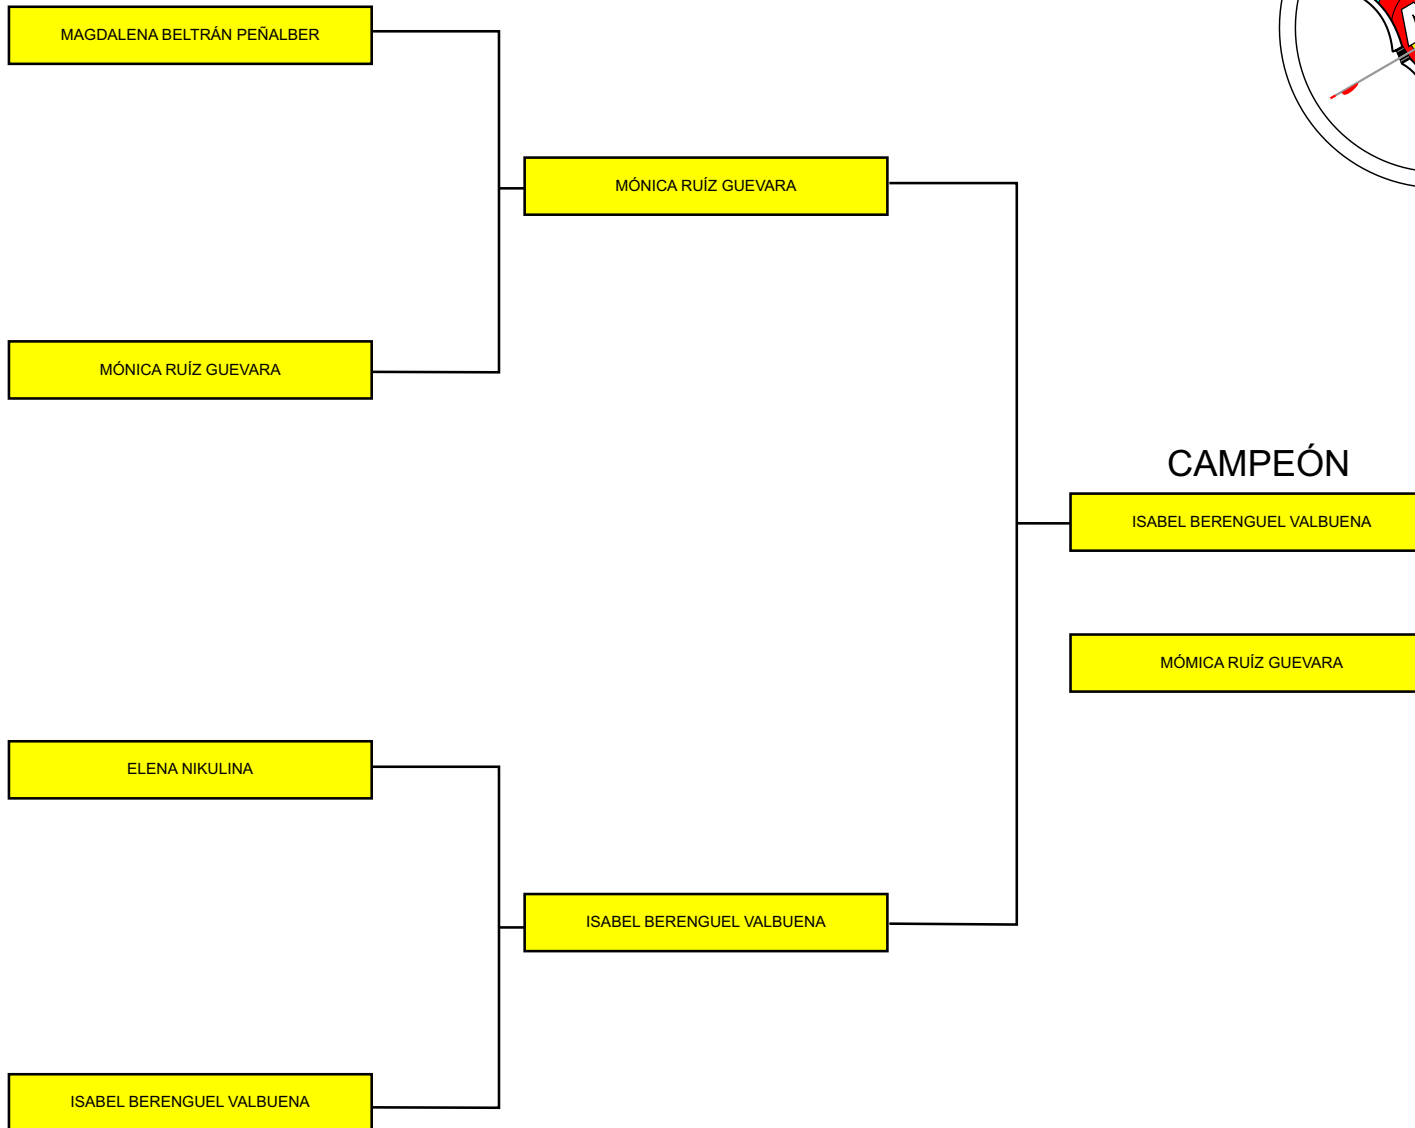 MAGDALENA BELTRÁN PEÑALBER
MÓNICA RUÍZ GUEVARA
MÓNICA RUÍZ GUEVARA
CAMPEÓN
ISABEL BERENGUEL VALBUENA
MÓMICA RUÍZ GUEVARA
ELENA NIKULINA
ISABEL BERENGUEL VALBUENA
ISABEL BERENGUEL VALBUENA